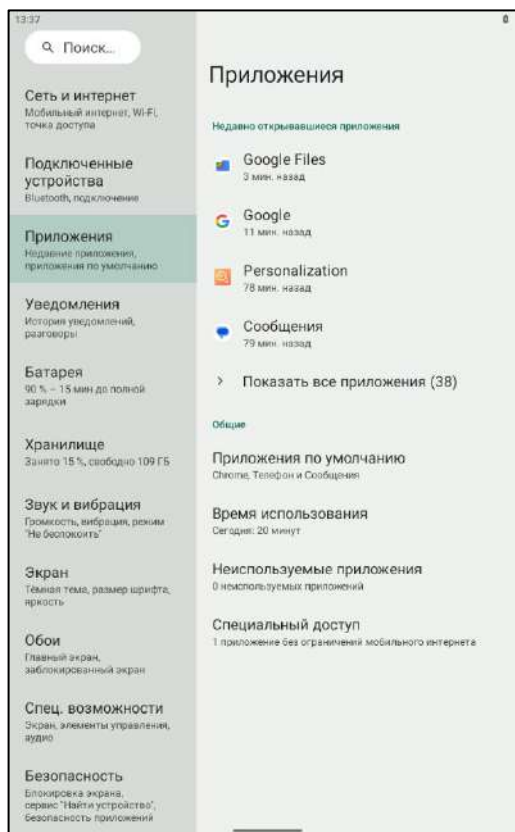 13:37
Поиск...
Сеть и интернет
Мобильный интернет, Wi-Fi,
точка доступа
Подключенные
устройства
Bluetooth, подключение
Приложения
Недавние приложения,
приложения по умолчанию
Уведомления
История уведомлений,
разговоры
Батарея
90 % – 15 мин до полной
зарядки
Хранилище
Занято 15 %, свободно 109 ГБ
Звук и вибрация
Громкость, вибрация, режим
"Не беспокоить"
Экран
Тёмная тема, размер шрифта,
яркость
Обои
Главный экран,
заблокированный экран
Спец. возможности
Экран, элементы управления,
аудио
Безопасность
Блокировка экрана,
сервис "Найти устройство",
безопасность приложений
Приложения
Недавно открывавшиеся приложения
Google Files
3 мин. назад
Google
11 мин. назад
Personalization
78 мин. назад
Сообщения
79 мин. назад
Показать все приложения (38)
Общие
Приложения по умолчанию
Chrome, Телефон и Сообщения
Время использования
Сегодня: 20 минут
Неиспользуемые приложения
0 неиспользуемых приложений
Специальный доступ
1 приложение без ограничений мобильного интернета